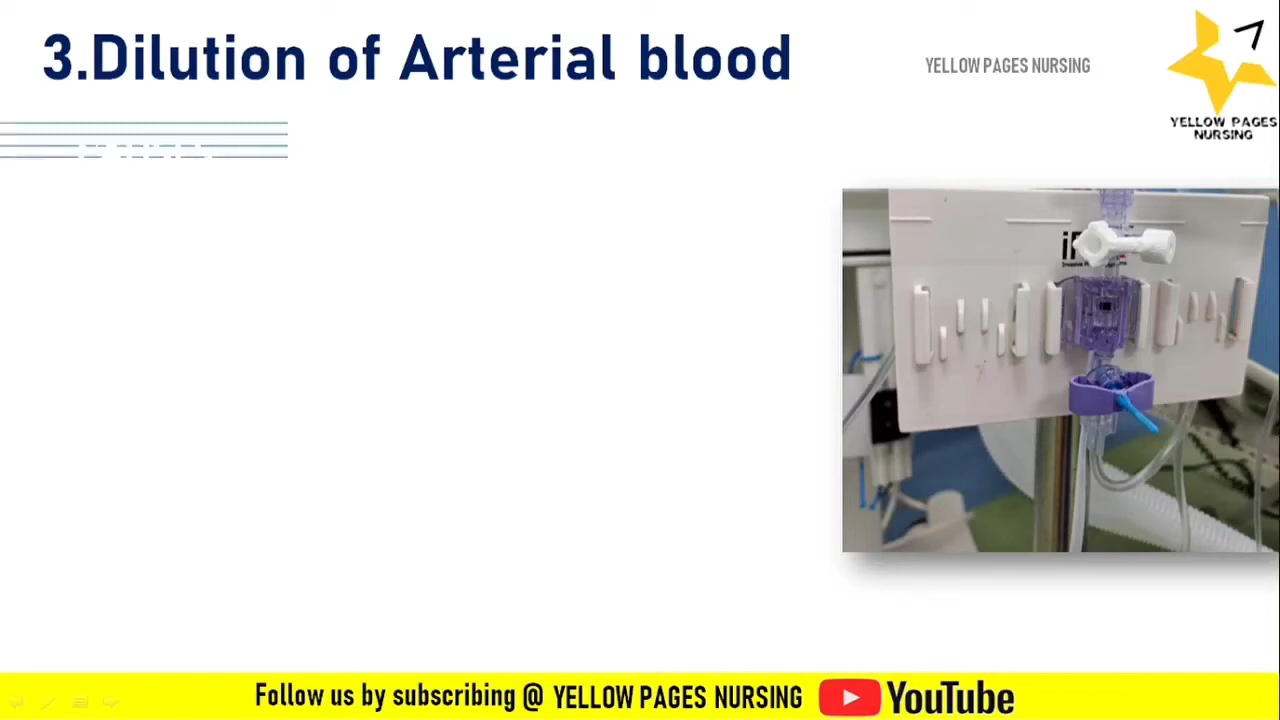 3.Dilution of Arterial blood
YELLOW PAGES NURSING
YELLOW PAGES
NURSING
Follow us by subscribing @ YELLOW PAGES NURSING YouTube